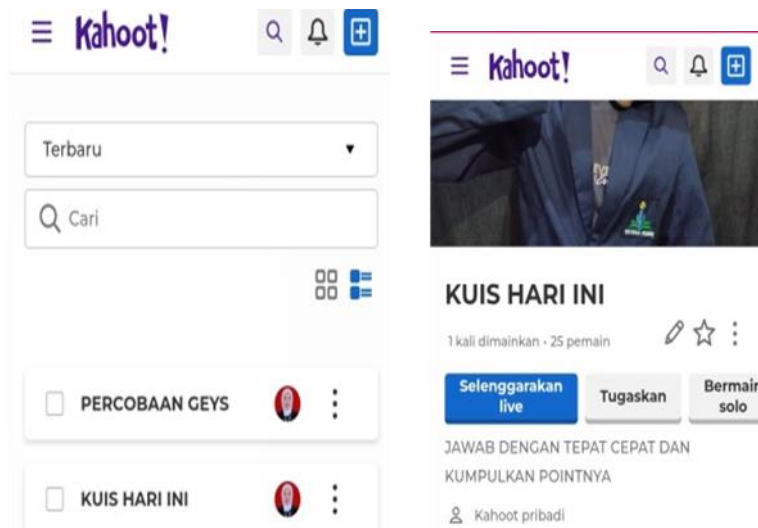 Kahoot!
Terbaru
Cari
PERCOBAAN GEYS
KUIS HARI INI
Kahoot!
KUIS HARI INI
1 kali dimainkan · 25 pemain
Selenggarakan live
Tugaskan
Bermain solo
JAWAB DENGAN TEPAT CEPAT DAN
KUMPULKAN POINTNYA
Kahoot pribadi